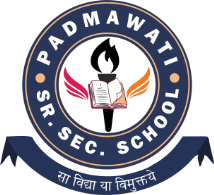 PADMAWATI
SR. SEC. SCHOOL
सा विद्या या विमुक्तये